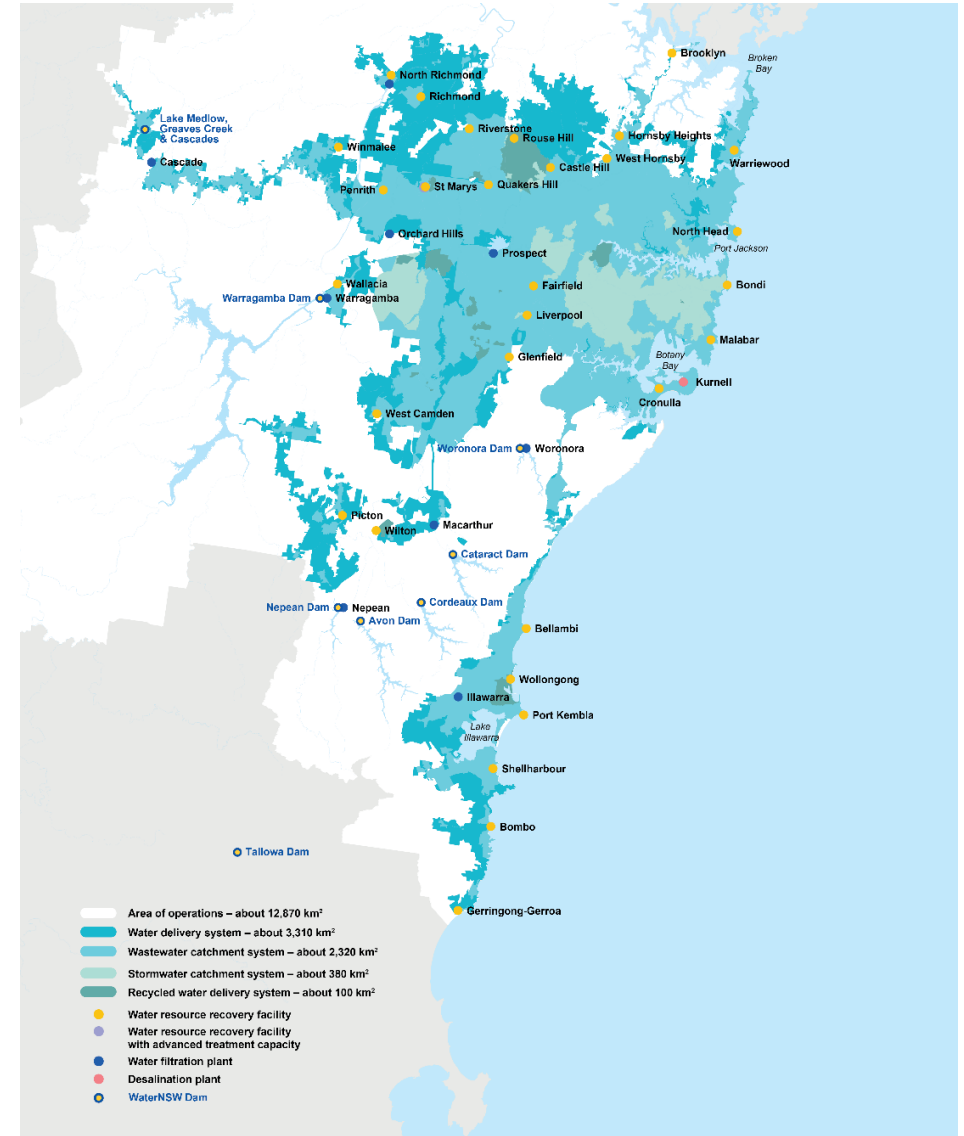 Brooklyn
Broken
Bay
North Richmond
Richmond
Lake Medlow,
Greaves Creek
& Cascades
Riverstone
Rouse Hill
Hornsby Heights
Winmalee
West Hornsby
Cascade
Castle Hill
Warriewood
Penrith
St Marys
Quakers Hill
Orchard Hills
North Head
Port Jackson
Prospect
Wallacia
Fairfield
Bondi
Warragamba Dam
Warragamba
Liverpool
Malabar
Glenfield
Botany
Bay
Kurnell
Cronulla
West Camden
Woronora Dam
Woronora
Picton
Wilton
Macarthur
Cataract Dam
Nepean Dam
Nepean
Cordeaux Dam
Avon Dam
Bellambi
Wollongong
Illawarra
Port Kembla
Lake
Illawarra
Shellharbour
Bombo
Tallowa Dam
Gerringong-Gerroa
Area of operations – about 12,870 km²
Water delivery system – about 3,310 km²
Wastewater catchment system – about 2,320 km²
Stormwater catchment system – about 380 km²
Recycled water delivery system – about 100 km²
Water resource recovery facility
Water resource recovery facility
with advanced treatment capacity
Water filtration plant
Desalination plant
WaterNSW Dam